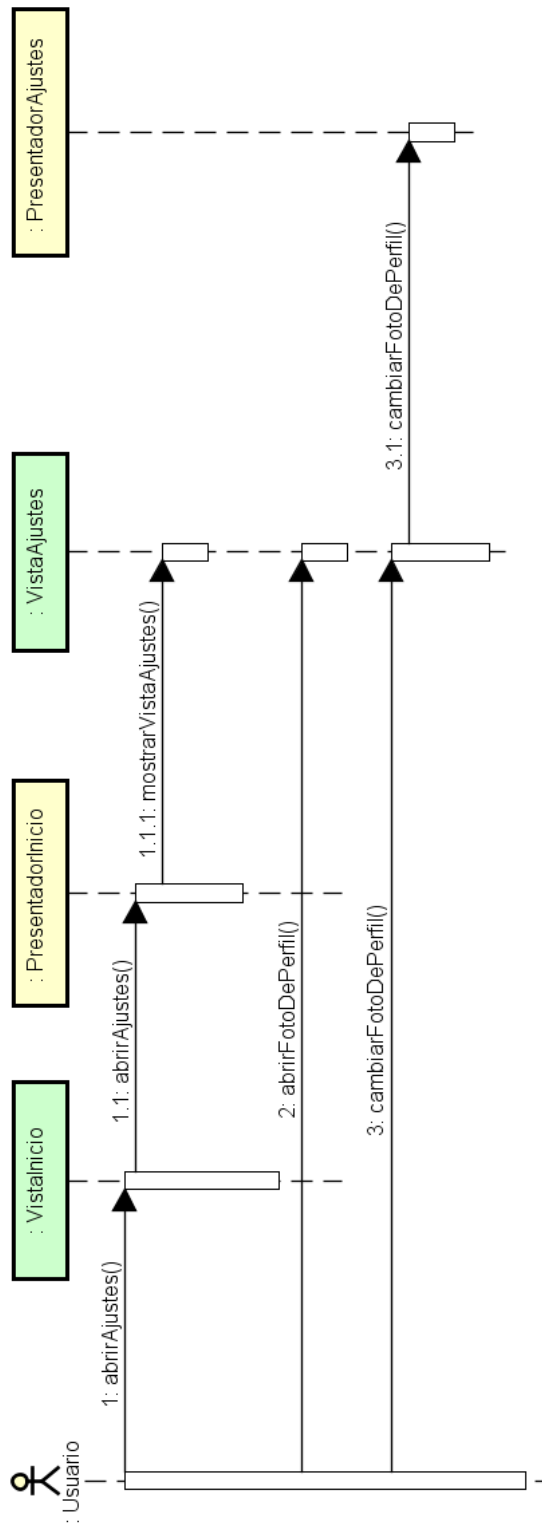 : Usuario
: VistaInicio
: PresentadorInicio
: VistaAjustes
: PresentadorAjustes
1: abrirAjustes()
1.1: abrirAjustes()
1.1.1: mostrarVistaAjustes()
2: abrirFotoDePerfil()
3: cambiarFotoDePerfil()
3.1: cambiarFotoDePerfil()